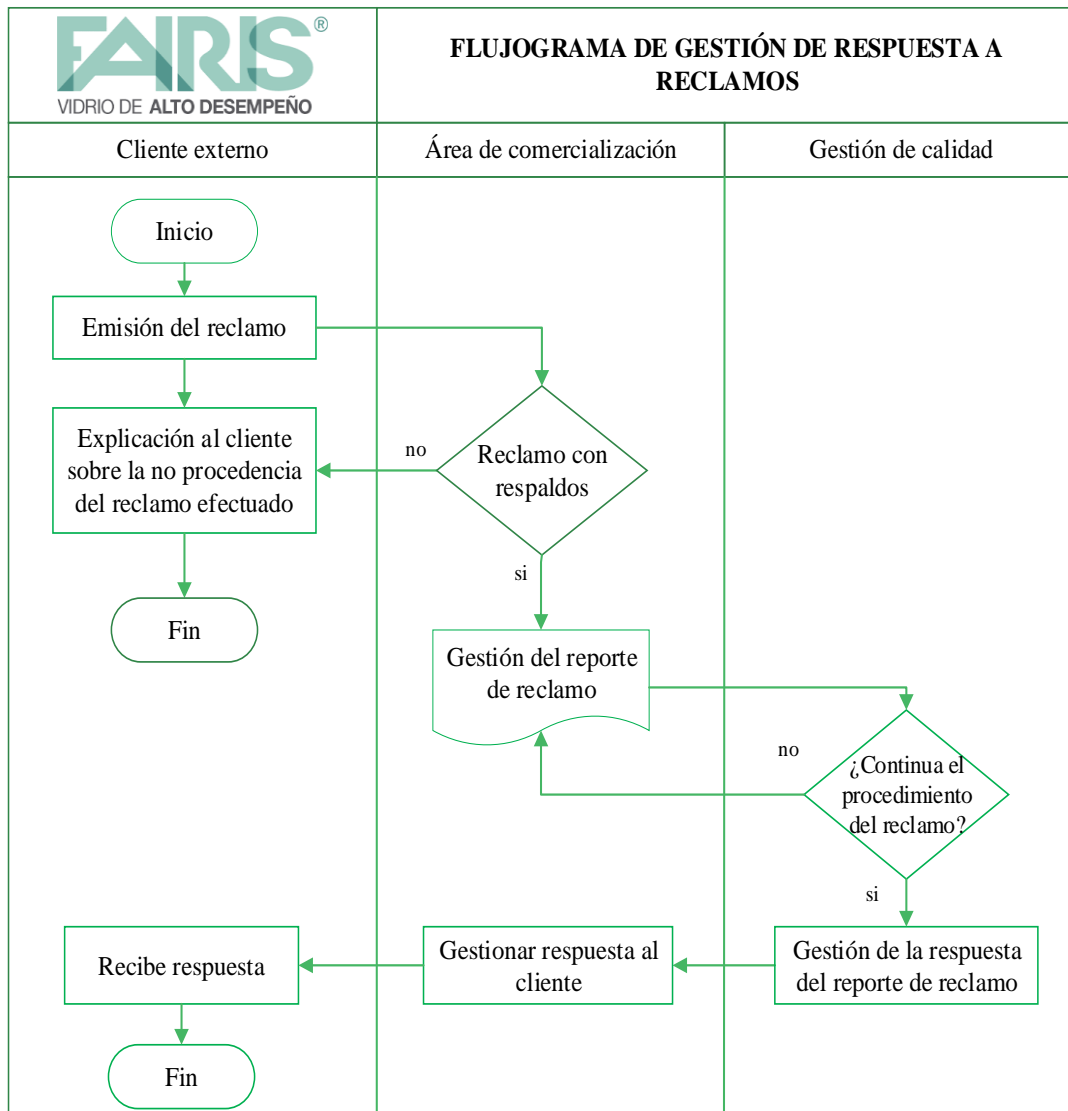 FAIRIS®
VIDRIO DE ALTO DESEMPEÑO
FLUJOGRAMA DE GESTIÓN DE RESPUESTA A
RECLAMOS
Cliente externo
Área de comercialización
Gestión de calidad
Inicio
Emisión del reclamo
Explicación al cliente
sobre la no procedencia
del reclamo efectuado
no
Reclamo con
respaldos
si
Fin
Gestión del reporte
de reclamo
no
¿Continua el
procedimiento
del reclamo?
si
Recibe respuesta
Gestionar respuesta al
cliente
Gestión de la respuesta
del reporte de reclamo
Fin